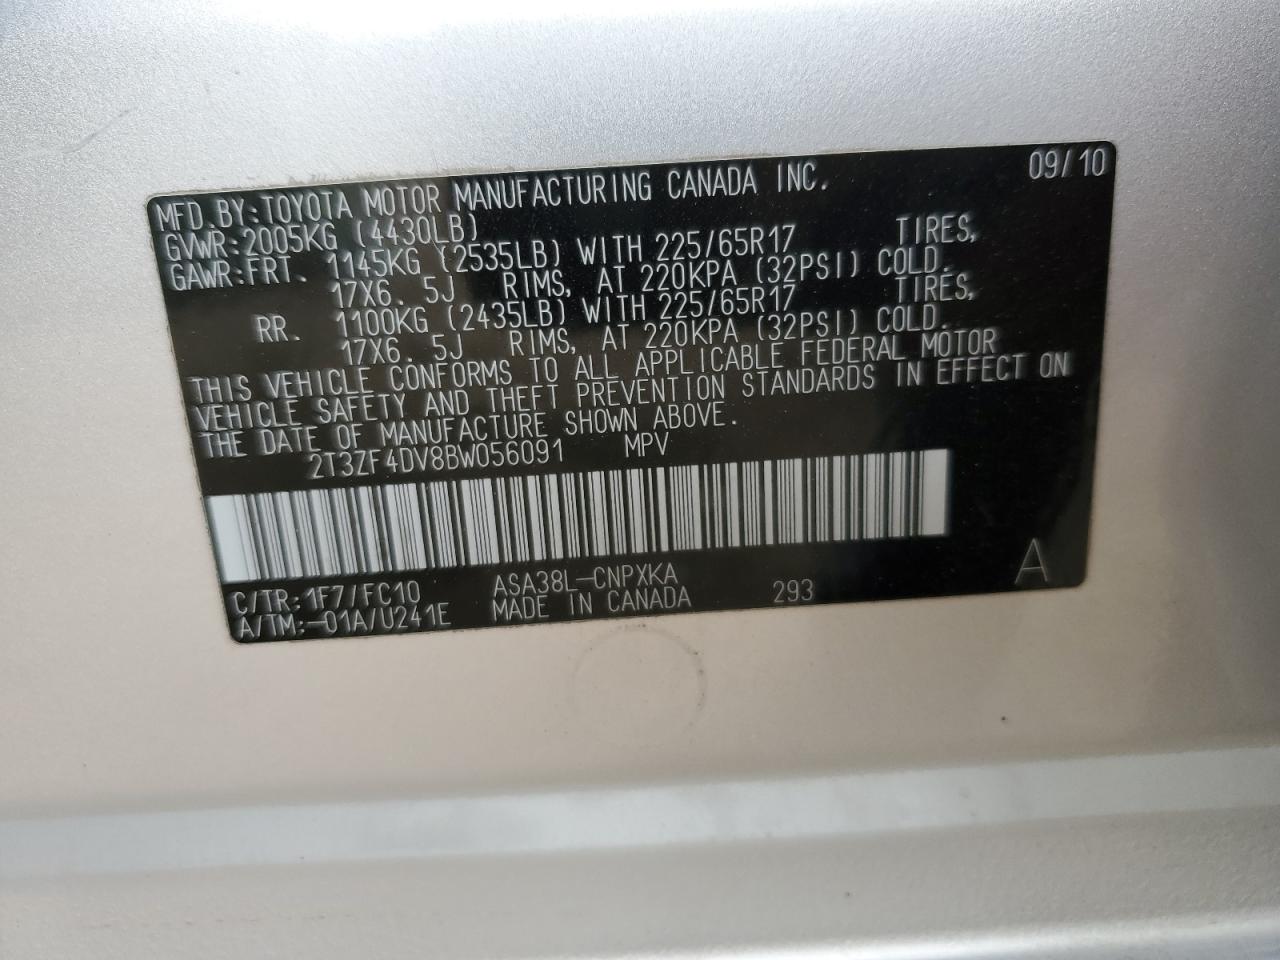 09/10
MFD.BY:TOYOTA MOTOR MANUFACTURING CANADA INC.
GVWR:2005KG (4430LB)
GAWR:FRT. 1145KG (2535LB) WITH 225/65R17 TIRES,
17X6. 5J RIMS, AT 220KPA (32PSI) COLD.
RR. 1100KG (2435LB) WITH 225/65R17 TIRES,
17X6. 5J RIMS, AT 220KPA (32PSI) COLD.
THIS VEHICLE CONFORMS TO ALL APPLICABLE FEDERAL MOTOR
VEHICLE SAFETY AND THEFT PREVENTION STANDARDS IN EFFECT ON
THE DATE OF MANUFACTURE SHOWN ABOVE.
2T3ZF4DV8BW056091 MPV
C/TR:1F7/FC10 ASA38L-CNPXKA
A/TM:-01A/U241E MADE IN CANADA 293 A